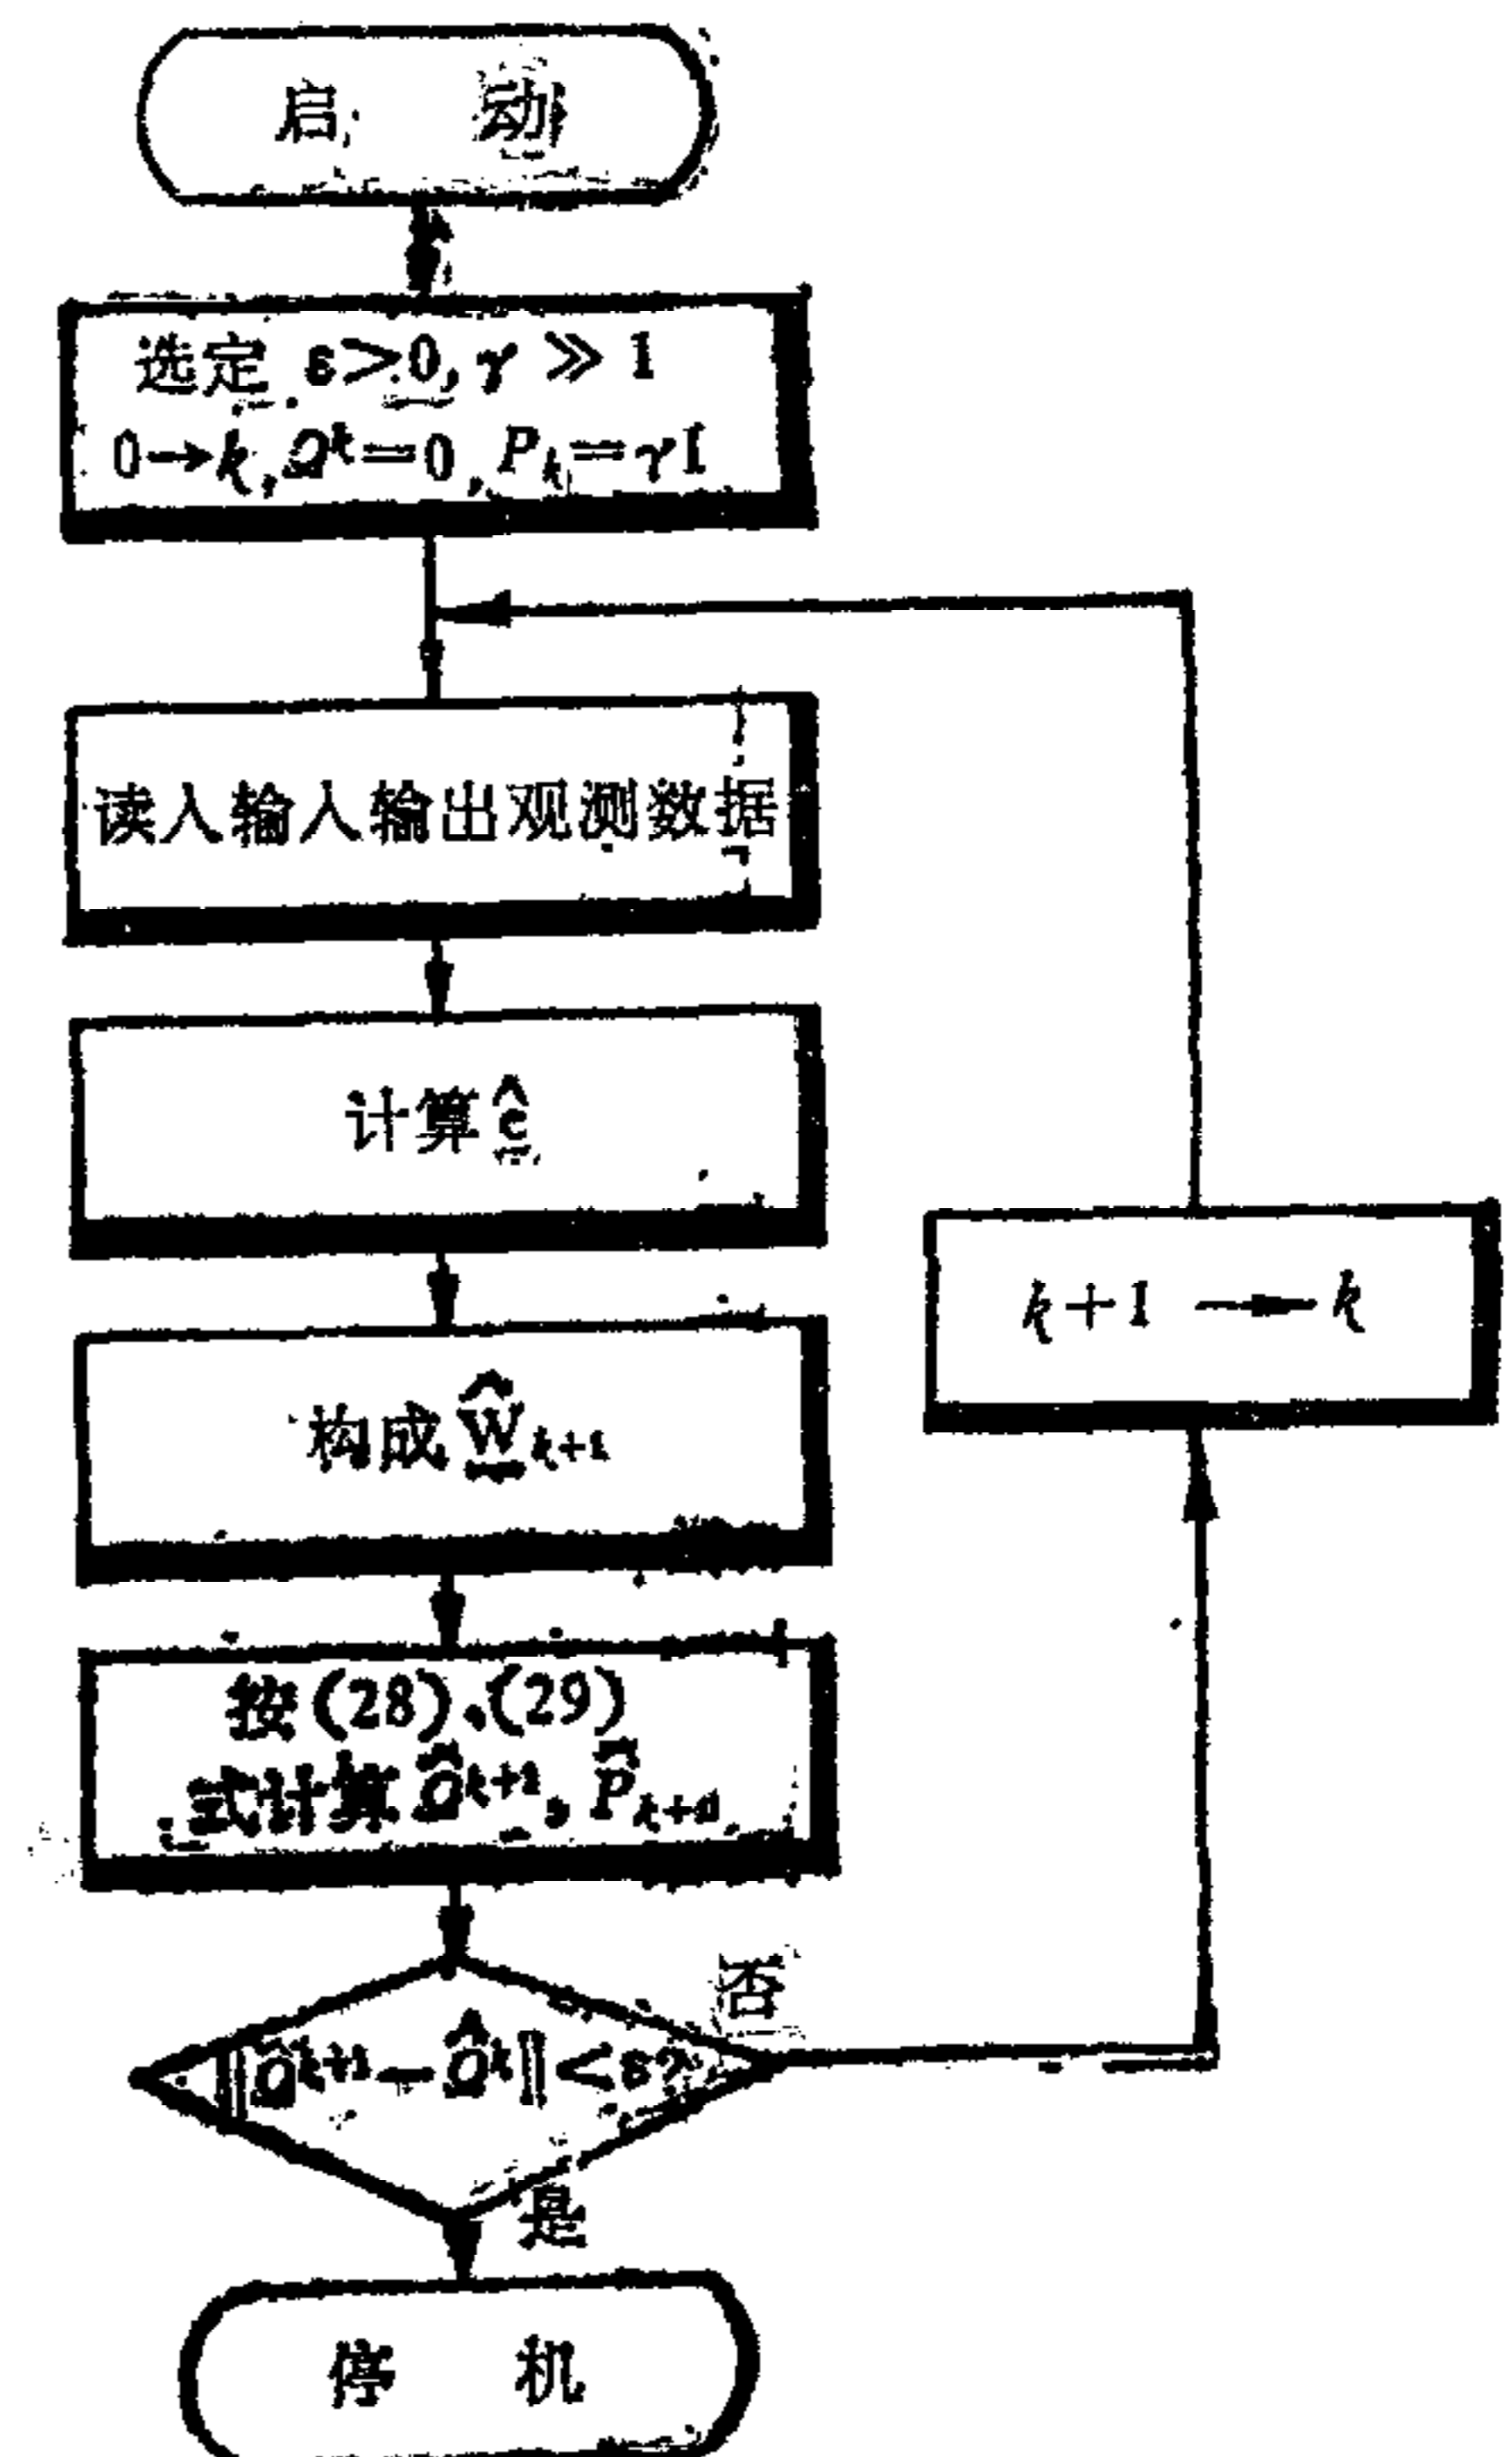 启 动
选定 ε>0, γ ≫ 1
0→k, Q^k=0, P_k=γI
读入输入输出观测数据
计算 ê
构成 Ŵ_{k+1}
按(28)、(29)
式计算 Q̂^{k+1}, P̂_{k+1}
‖Q̂^{k+1}-Q̂^k‖<ε?
否
k+1 → k
是
停 机